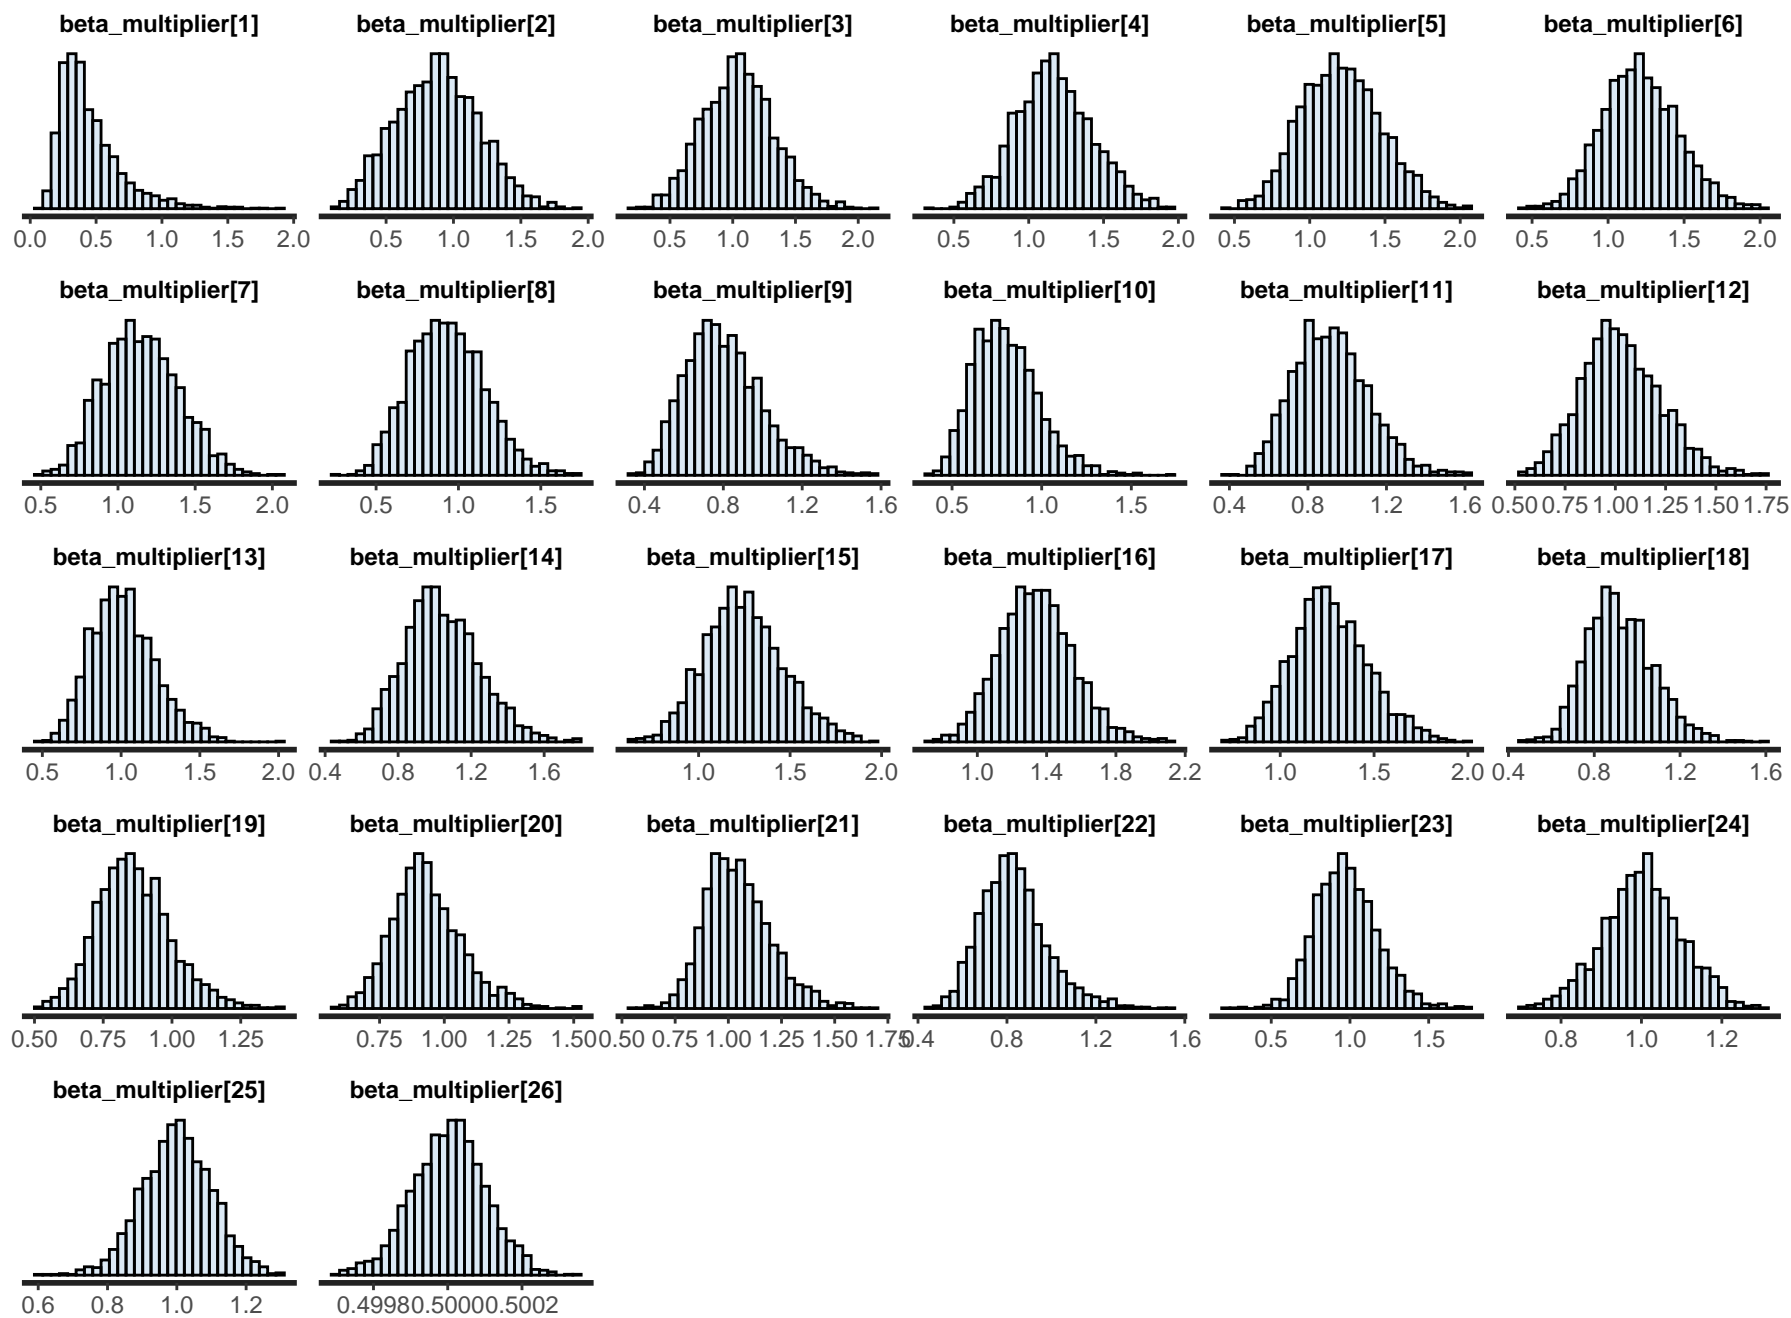 beta_multiplier[1] beta_multiplier[2] beta_multiplier[3] beta_multiplier[4] beta_multiplier[5] beta_multiplier[6]
0.0 0.5 1.0 1.5 2.0 0.5 1.0 1.5 2.0 0.5 1.0 1.5 2.0 0.5 1.0 1.5 2.0 0.5 1.0 1.5 2.0 0.5 1.0 1.5 2.0
beta_multiplier[7] beta_multiplier[8] beta_multiplier[9] beta_multiplier[10] beta_multiplier[11] beta_multiplier[12]
0.5 1.0 1.5 2.0 0.5 1.0 1.5 0.4 0.8 1.2 1.6 0.5 1.0 1.5 0.4 0.8 1.2 1.6 0.50 0.75 1.00 1.25 1.50 1.75
beta_multiplier[13] beta_multiplier[14] beta_multiplier[15] beta_multiplier[16] beta_multiplier[17] beta_multiplier[18]
0.5 1.0 1.5 2.0 0.4 0.8 1.2 1.6 1.0 1.5 2.0 1.0 1.4 1.8 2.2 1.0 1.5 2.0 0.4 0.8 1.2 1.6
beta_multiplier[19] beta_multiplier[20] beta_multiplier[21] beta_multiplier[22] beta_multiplier[23] beta_multiplier[24]
0.50 0.75 1.00 1.25 0.75 1.00 1.25 1.50 0.50 0.75 1.00 1.25 1.50 1.75 0.4 0.8 1.2 1.6 0.5 1.0 1.5 0.8 1.0 1.2
beta_multiplier[25] beta_multiplier[26]
0.6 0.8 1.0 1.2 0.4998 0.5000 0.5002